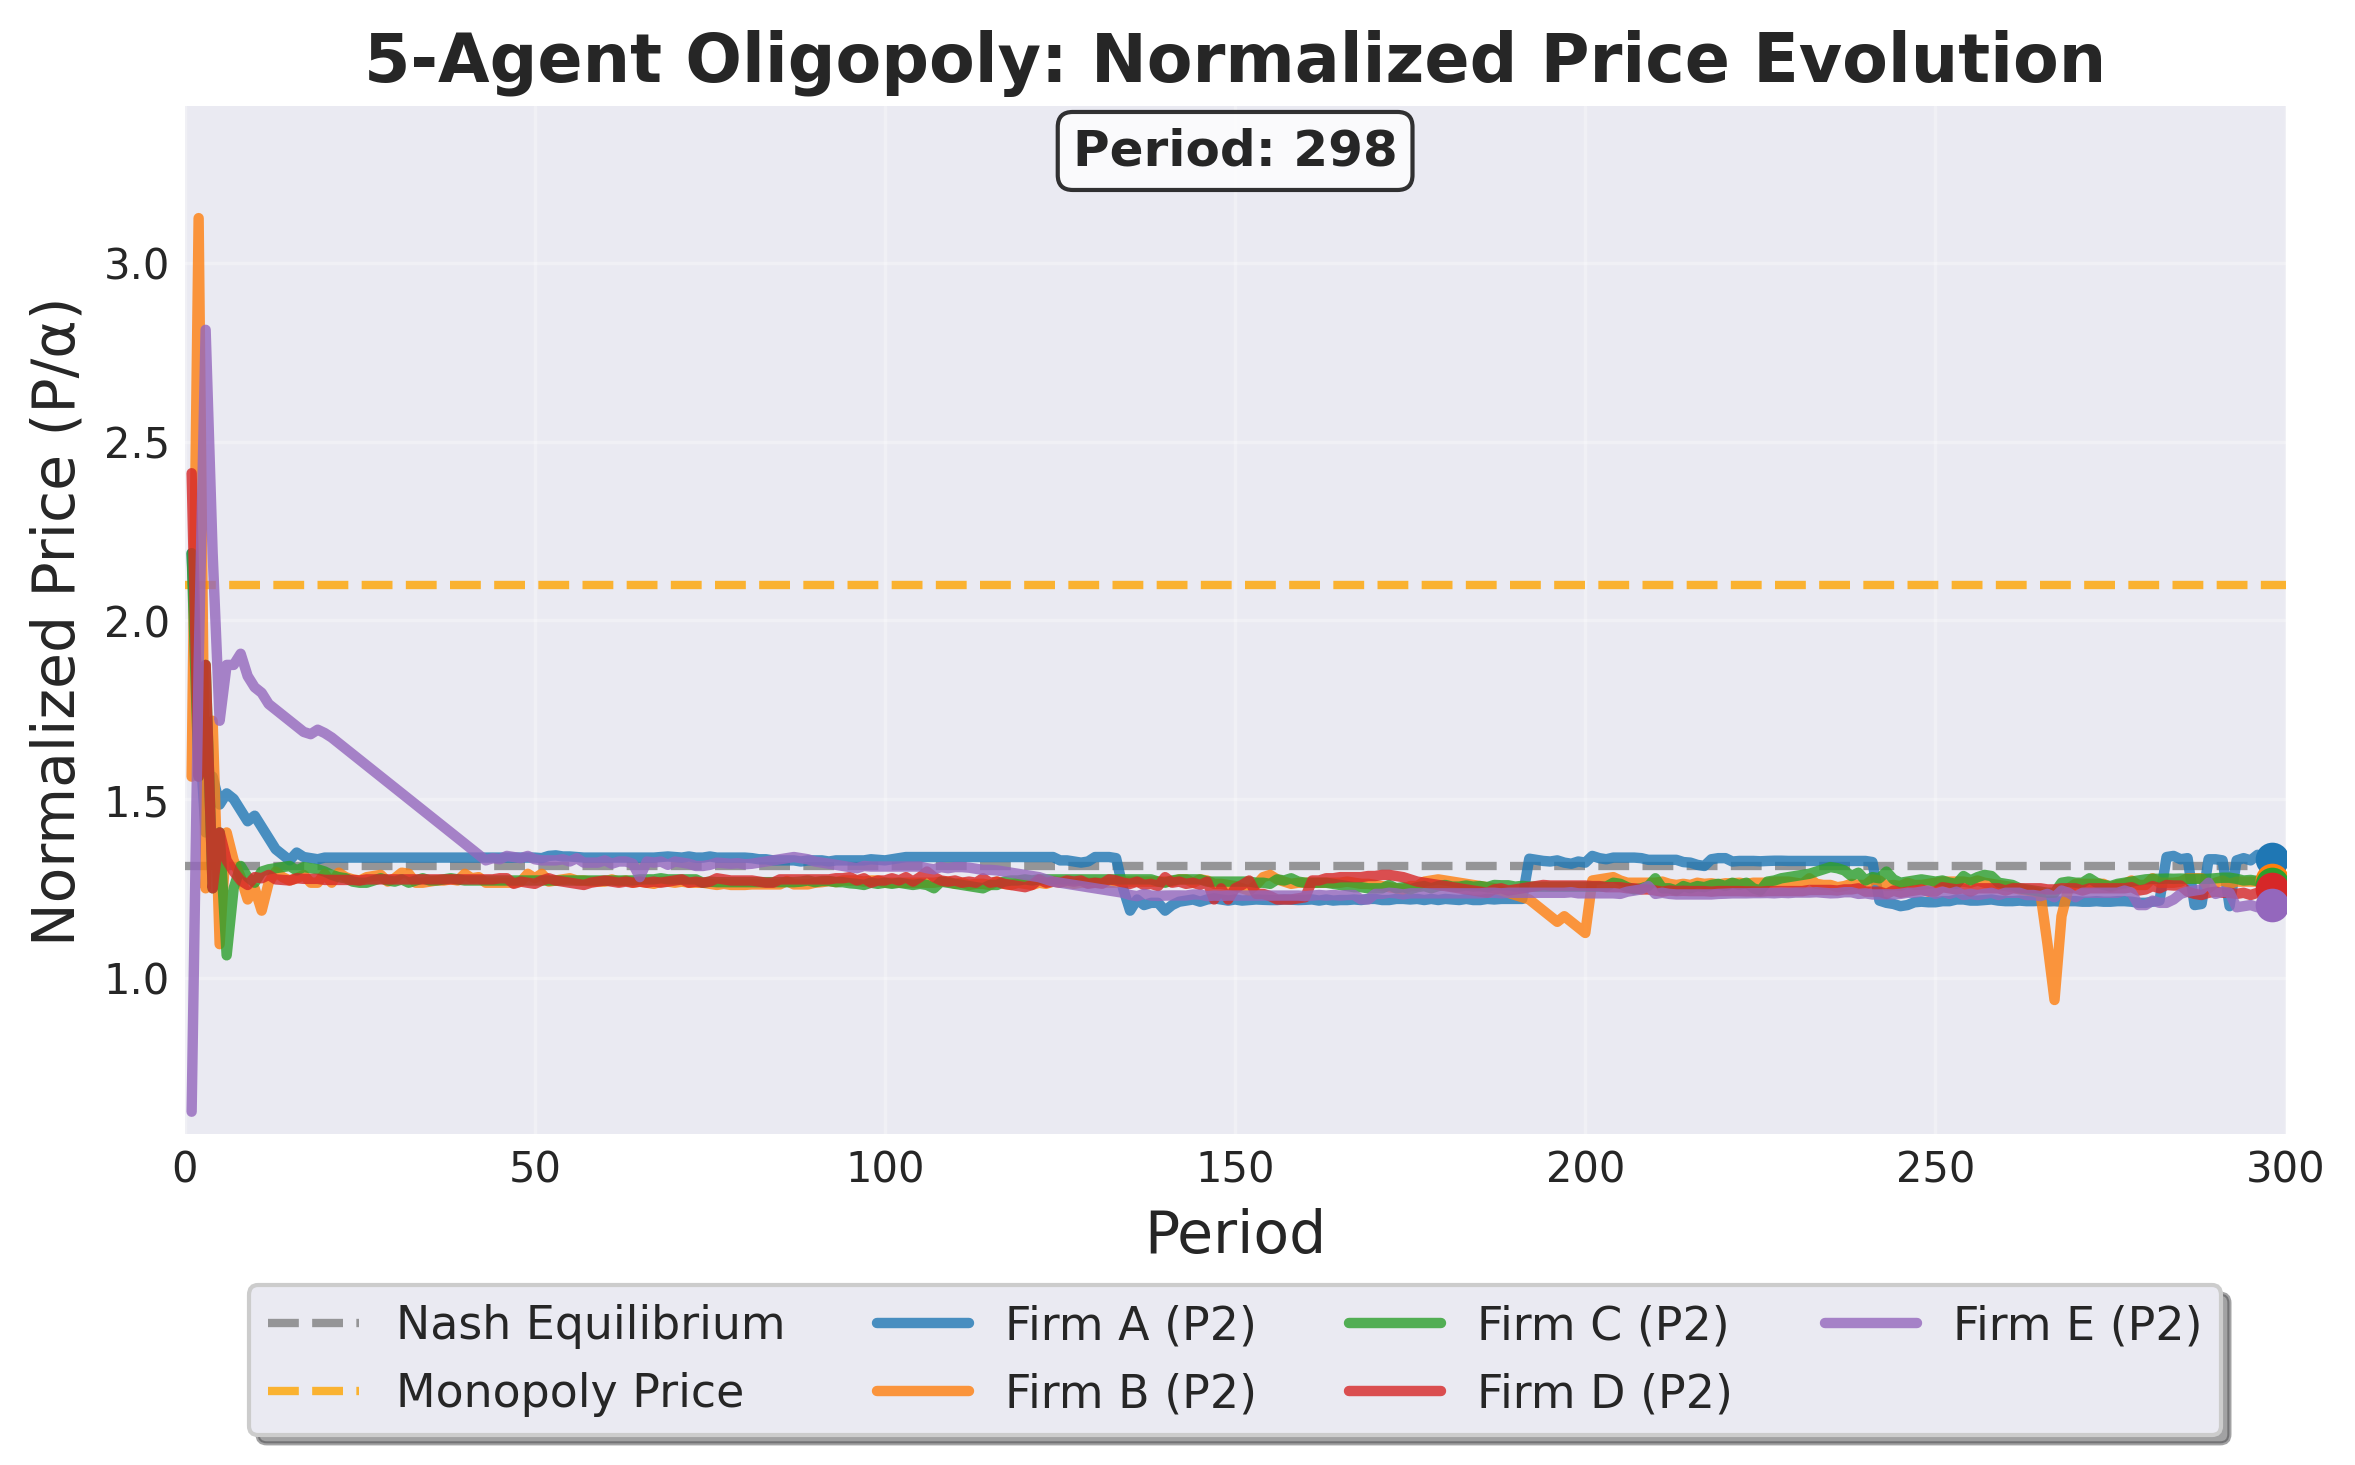 5-Agent Oligopoly: Normalized Price Evolution
Period: 298
Normalized Price (P/α)
3.0
2.5
2.0
1.5
1.0
0 50 100 150 200 250 300
Period
Nash Equilibrium
Monopoly Price
Firm A (P2)
Firm B (P2)
Firm C (P2)
Firm D (P2)
Firm E (P2)